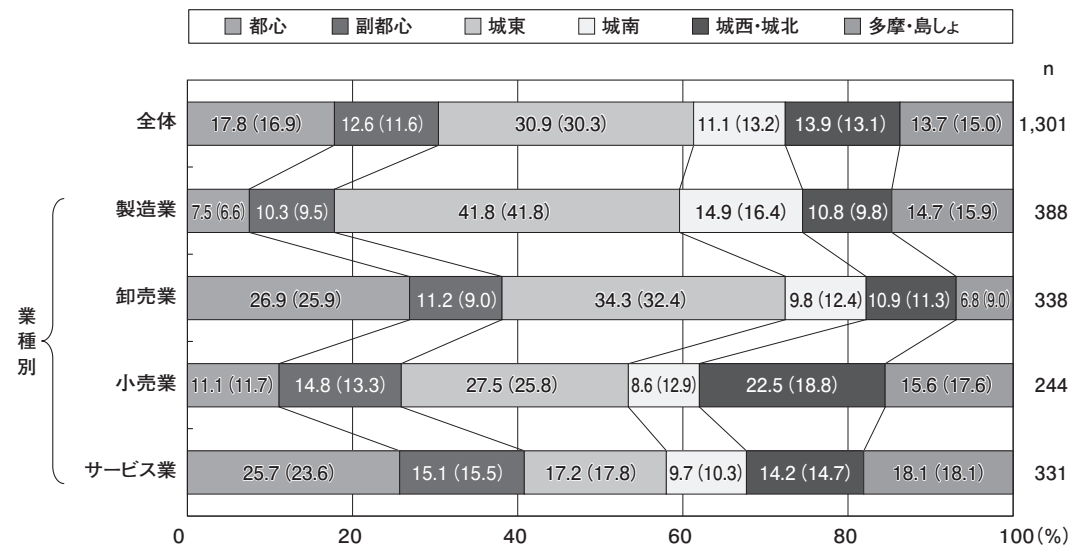 都心 副都心 城東 城南 城西・城北 多摩・島しょ
n
全体 17.8（16.9） 12.6（11.6） 30.9（30.3） 11.1（13.2） 13.9（13.1） 13.7（15.0） 1,301
製造業 7.5（6.6） 10.3（9.5） 41.8（41.8） 14.9（16.4） 10.8（9.8） 14.7（15.9） 388
卸売業 26.9（25.9） 11.2（9.0） 34.3（32.4） 9.8（12.4） 10.9（11.3） 6.8（9.0） 338
業種別
小売業 11.1（11.7） 14.8（13.3） 27.5（25.8） 8.6（12.9） 22.5（18.8） 15.6（17.6） 244
サービス業 25.7（23.6） 15.1（15.5） 17.2（17.8） 9.7（10.3） 14.2（14.7） 18.1（18.1） 331
0 20 40 60 80 100（%）